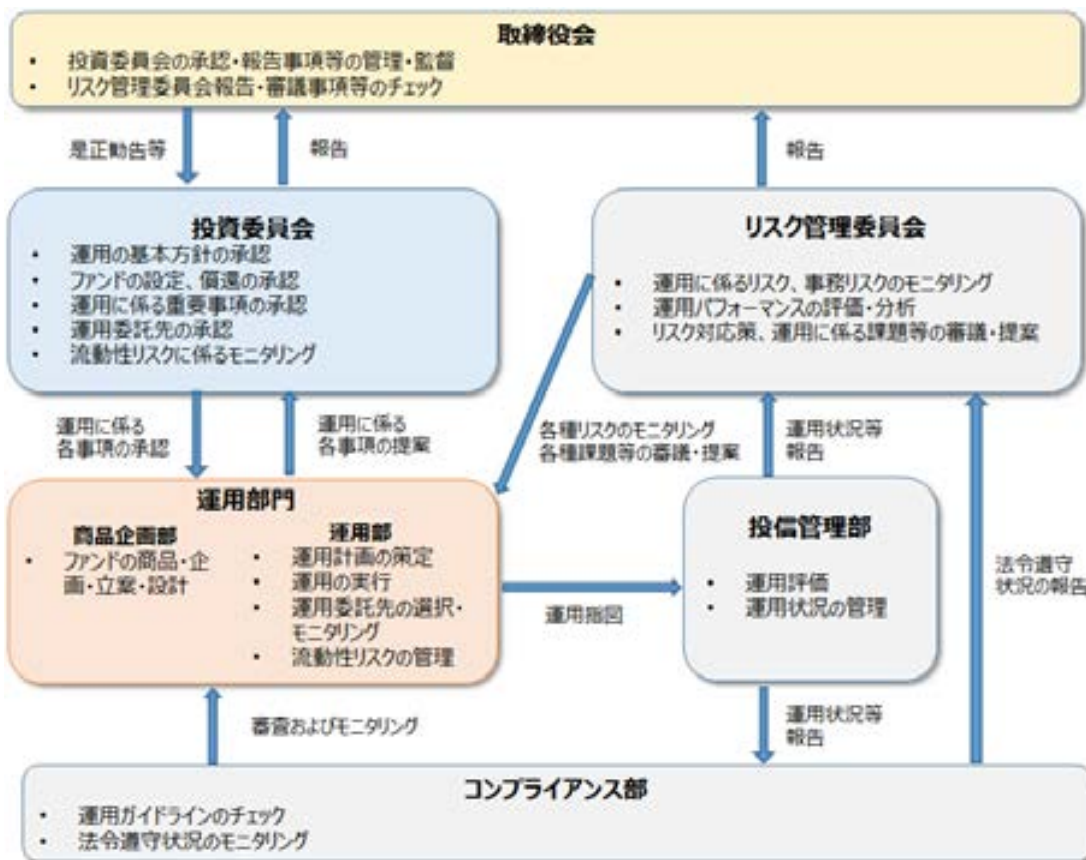 取締役会
• 投資委員会の承認・報告事項等の管理・監督
• リスク管理委員会報告・審議事項等のチェック
是正勧告等
報告
報告
投資委員会
• 運用の基本方針の承認
• ファンドの設定、償還の承認
• 運用に係る重要事項の承認
• 運用委託先の承認
• 流動性リスクに係るモニタリング
リスク管理委員会
• 運用に係るリスク、事務リスクのモニタリング
• 運用パフォーマンスの評価・分析
• リスク対応策、運用に係る課題等の審議・提案
運用に係る
各事項の承認
運用に係る
各事項の提案
各種リスクのモニタリング
各種課題等の審議・提案
運用状況等
報告
運用部門
商品企画部
• ファンドの商品・企
画・立案・設計
運用部
• 運用計画の策定
• 運用の実行
• 運用委託先の選択・
モニタリング
• 流動性リスクの管理
運用指図
投信管理部
• 運用評価
• 運用状況の管理
法令遵守
状況の報告
審査およびモニタリング
運用状況等
報告
コンプライアンス部
• 運用ガイドラインのチェック
• 法令遵守状況のモニタリング